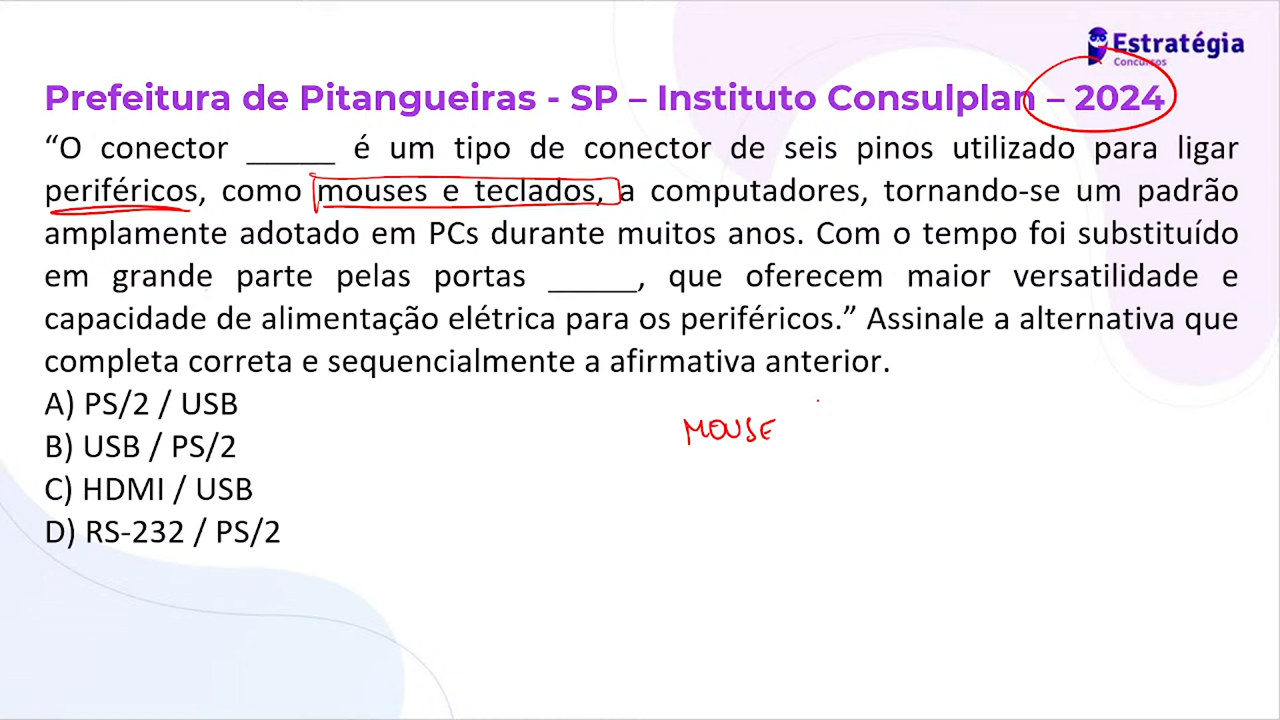 Estratégia
Concursos
Prefeitura de Pitangueiras - SP – Instituto Consulplan – 2024
“O conector _____ é um tipo de conector de seis pinos utilizado para ligar
periféricos, como mouses e teclados, a computadores, tornando-se um padrão
amplamente adotado em PCs durante muitos anos. Com o tempo foi substituído
em grande parte pelas portas _____, que oferecem maior versatilidade e
capacidade de alimentação elétrica para os periféricos.” Assinale a alternativa que
completa correta e sequencialmente a afirmativa anterior.
A) PS/2 / USB
MOUSE
B) USB / PS/2
C) HDMI / USB
D) RS-232 / PS/2